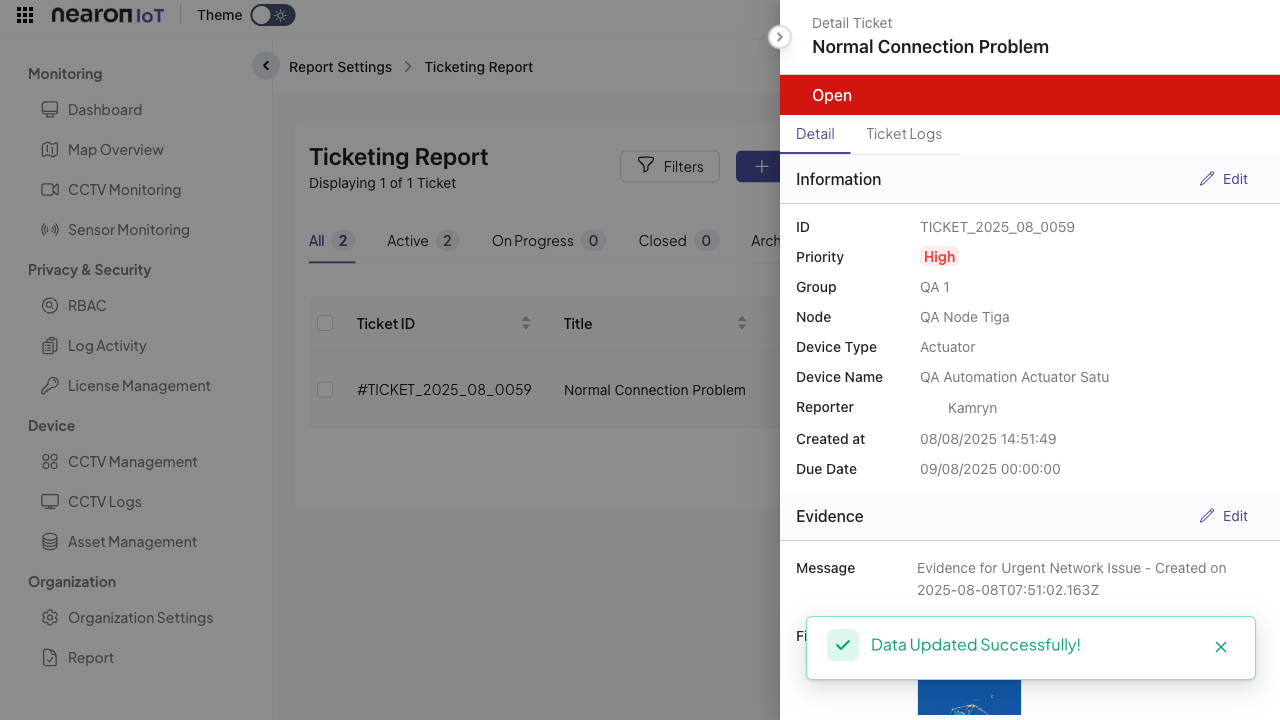 nearonIoT
Theme
Monitoring
Dashboard
Map Overview
CCTV Monitoring
Sensor Monitoring
Privacy & Security
RBAC
Log Activity
License Management
Device
CCTV Management
CCTV Logs
Asset Management
Organization
Organization Settings
Report
Report Settings > Ticketing Report
Ticketing Report
Displaying 1 of 1 Ticket
Filters
All 2 Active 2 On Progress 0 Closed 0 Arch
Ticket ID Title
#TICKET_2025_08_0059 Normal Connection Problem
Detail Ticket
Normal Connection Problem
Open
Detail Ticket Logs
Information Edit
ID TICKET_2025_08_0059
Priority High
Group QA 1
Node QA Node Tiga
Device Type Actuator
Device Name QA Automation Actuator Satu
Reporter Kamryn
Created at 08/08/2025 14:51:49
Due Date 09/08/2025 00:00:00
Evidence Edit
Message Evidence for Urgent Network Issue - Created on
2025-08-08T07:51:02.163Z
Data Updated Successfully!